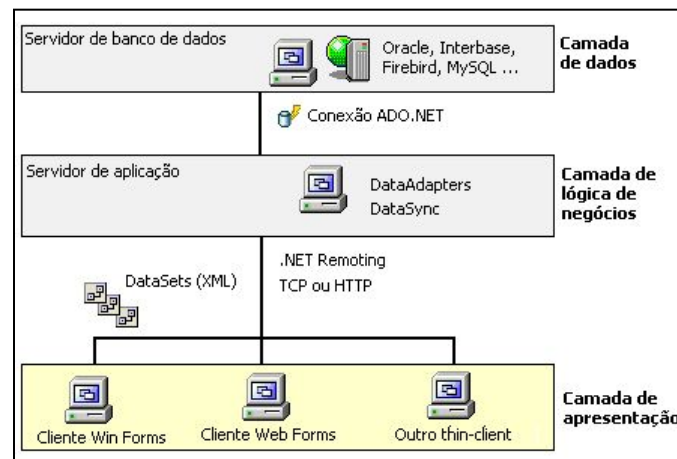 Servidor de banco de dados
Oracle, Interbase,
Firebird, MySQL ...
Camada
de dados
Conexão ADO.NET
Servidor de aplicação
DataAdapters
DataSync
Camada de
lógica de
negócios
DataSets (XML)
.NET Remoting
TCP ou HTTP
Cliente Win Forms
Cliente Web Forms
Outro thin-client
Camada de
apresentação